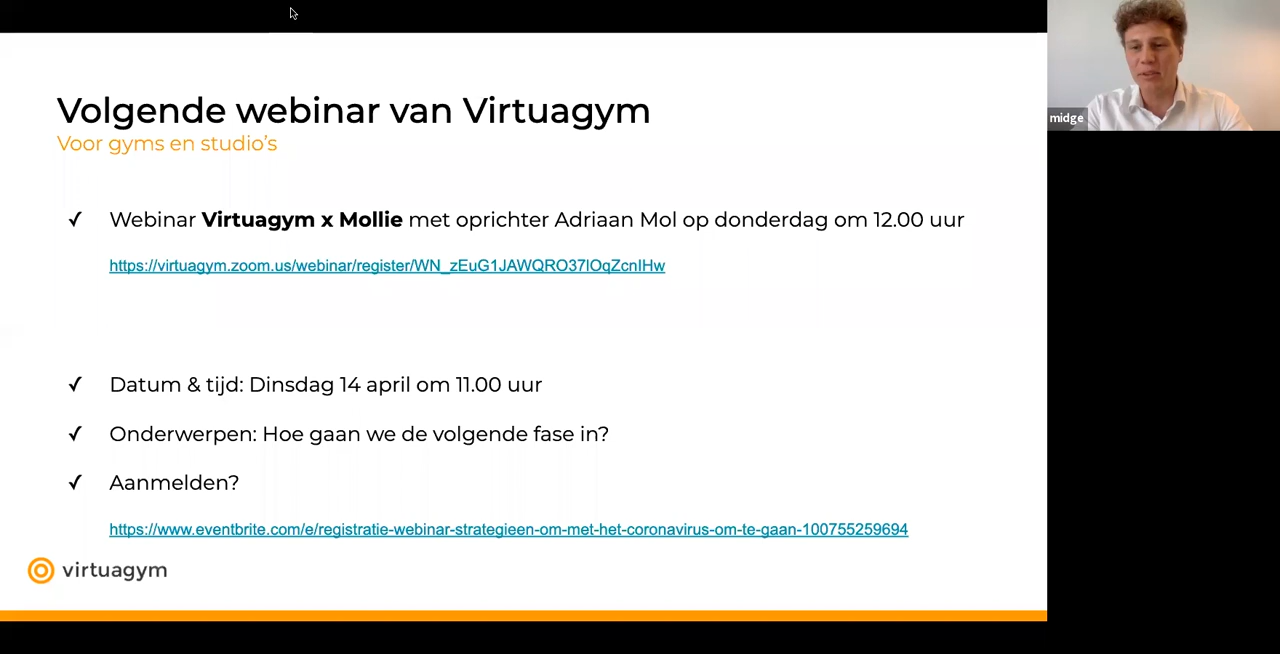 Volgende webinar van Virtuagym
Voor gyms en studio's
✓ Webinar Virtuagym x Mollie met oprichter Adriaan Mol op donderdag om 12.00 uur
https://virtuagym.zoom.us/webinar/register/WN_zEuG1JAWQRO37lOqZcnIHw
✓ Datum & tijd: Dinsdag 14 april om 11.00 uur
✓ Onderwerpen: Hoe gaan we de volgende fase in?
✓ Aanmelden?
https://www.eventbrite.com/e/registratie-webinar-strategieen-om-met-het-coronavirus-om-te-gaan-100755259694
virtuagym
midge